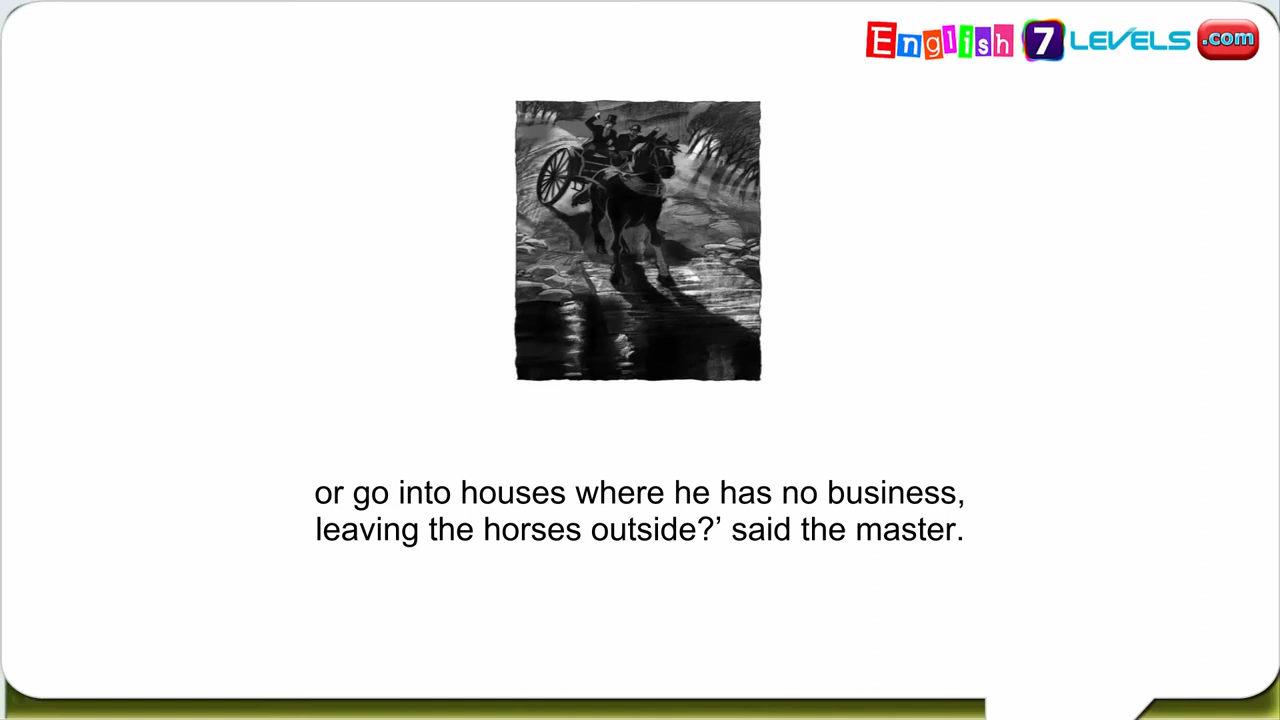 English 7 LEVELS .com
or go into houses where he has no business,
leaving the horses outside?’ said the master.